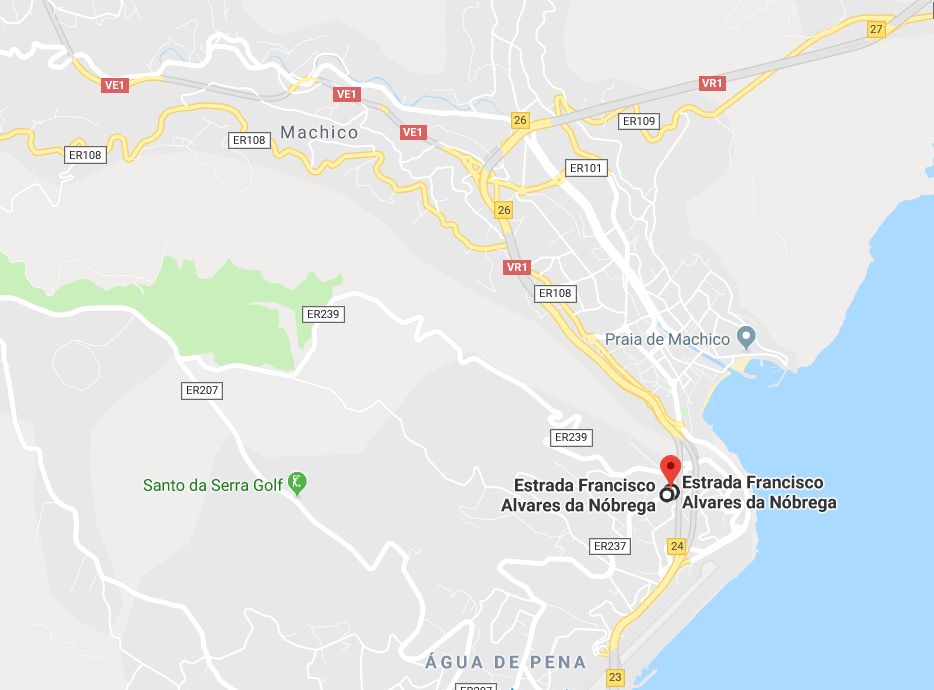 27
VE1
VR1
VE1
26
ER109
VE1
Machico
ER108
ER108
ER101
26
VR1
ER108
ER239
Praia de Machico
ER207
ER239
Santo da Serra Golf
Estrada Francisco
Alvares da Nóbrega
Estrada Francisco
Alvares da Nóbrega
ER237
24
ÁGUA DE PENA
23
ER207